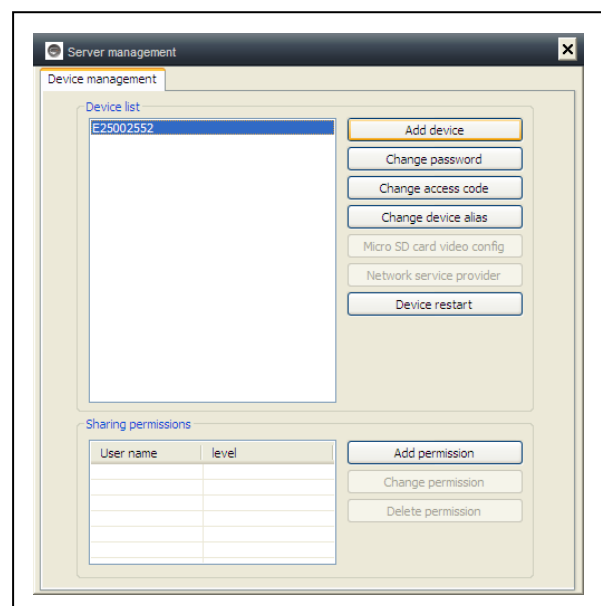 Server management
Device management
Device list
E25002552
Add device
Change password
Change access code
Change device alias
Micro SD card video config
Network service provider
Device restart
Sharing permissions
User name level
Add permission
Change permission
Delete permission